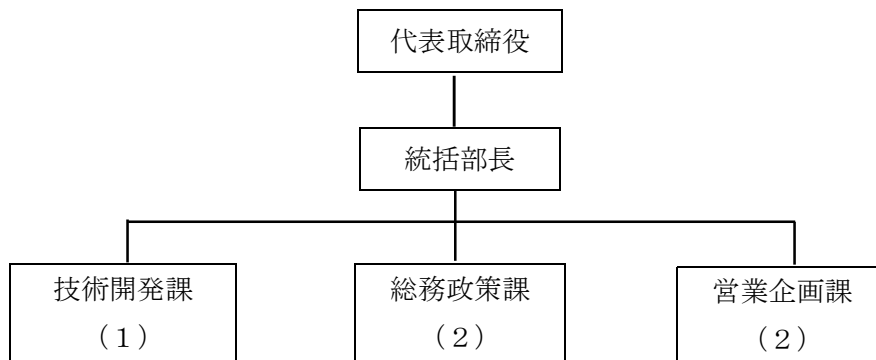 代表取締役
統括部長
技術開発課
（１）
総務政策課
（２）
営業企画課
（２）